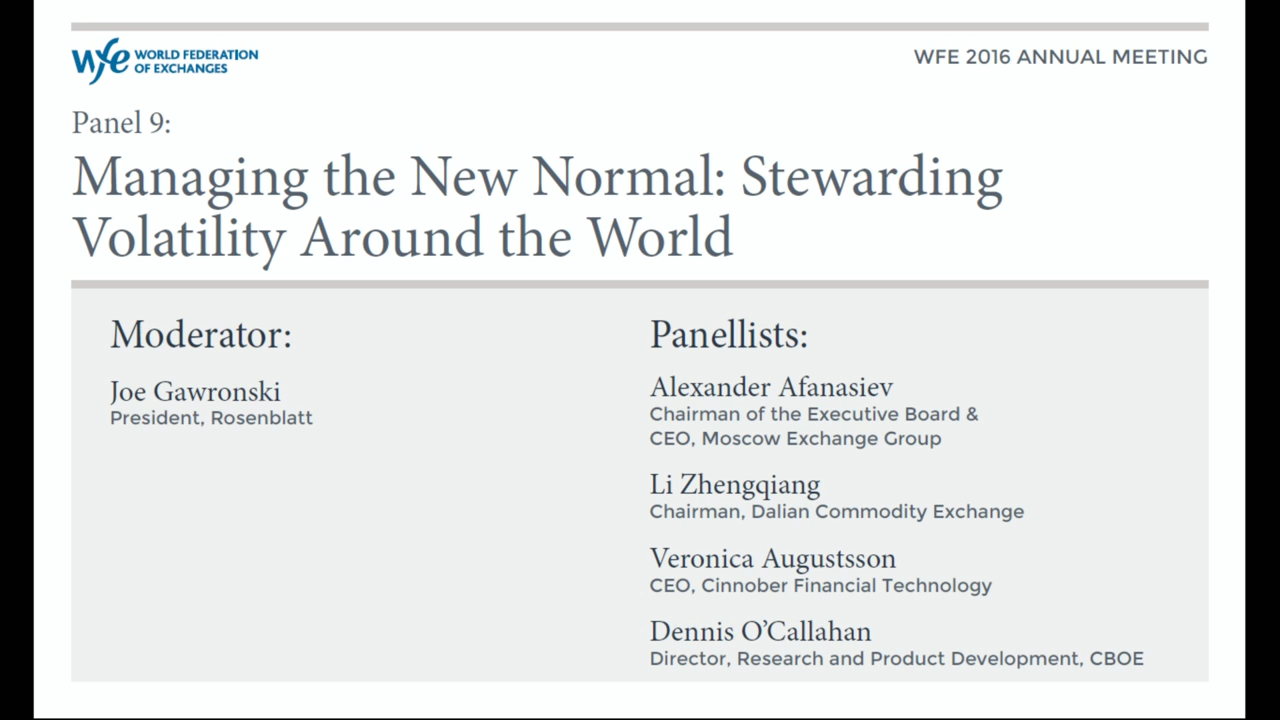 wfe WORLD FEDERATION
OF EXCHANGES
WFE 2016 ANNUAL MEETING
Panel 9:
Managing the New Normal: Stewarding
Volatility Around the World
Moderator:
Joe Gawronski
President, Rosenblatt
Panellists:
Alexander Afanasiev
Chairman of the Executive Board &
CEO, Moscow Exchange Group
Li Zhengqiang
Chairman, Dalian Commodity Exchange
Veronica Augustsson
CEO, Cinnober Financial Technology
Dennis O’Callahan
Director, Research and Product Development, CBOE